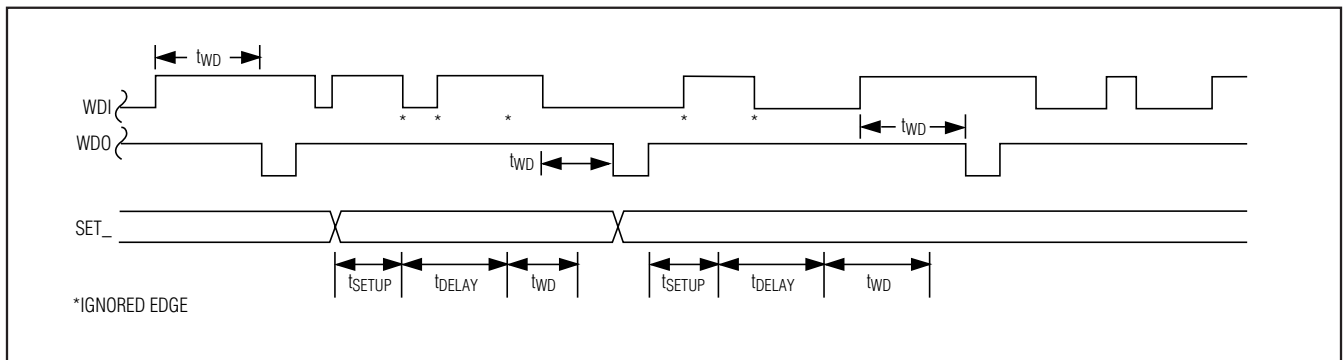 tWD
WDI
* * * * *
tWD
WDO
tWD
SET_
tSETUP tDELAY tWD tSETUP tDELAY tWD
*IGNORED EDGE